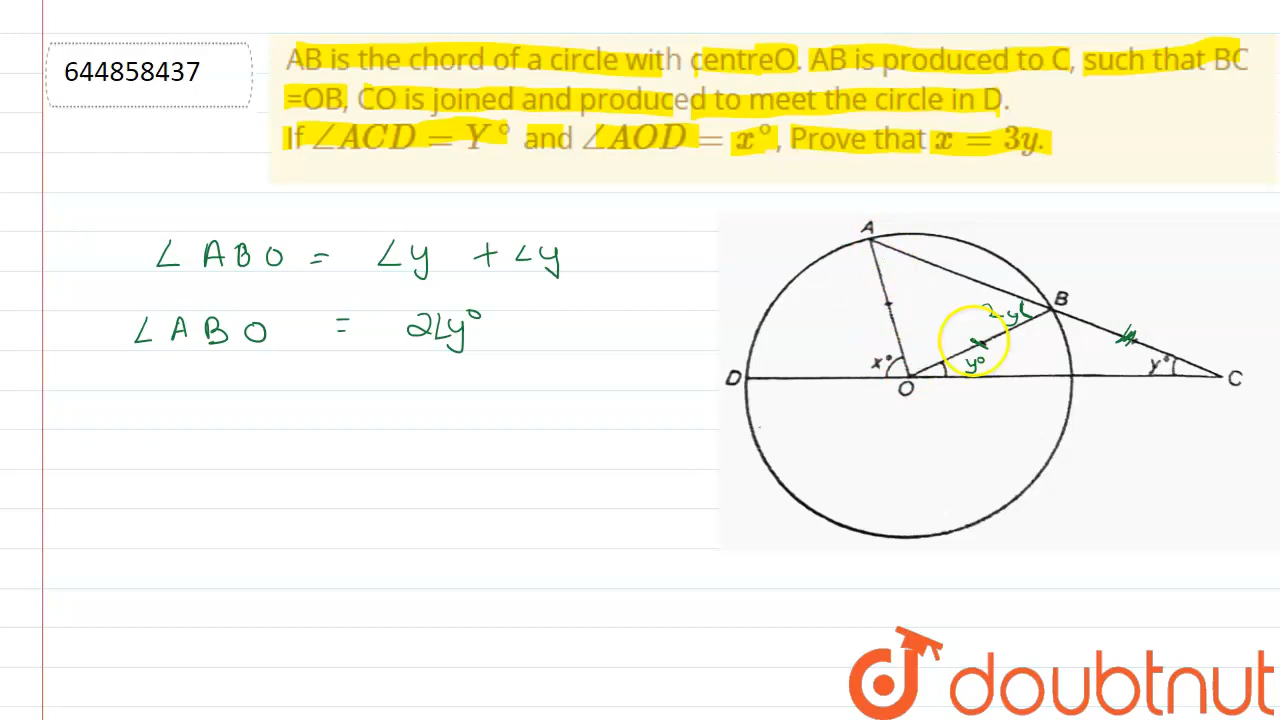 644858437
AB is the chord of a circle with centreO. AB is produced to C, such that BC
=OB, CO is joined and produced to meet the circle in D.
If ∠ACD = Y° and ∠AOD = x°, Prove that x = 3y.
∠ABO = ∠y + ∠y
∠ABO = 2∠y°
A
B
2y
x°
y°
y°
D
O
C
doubtnut